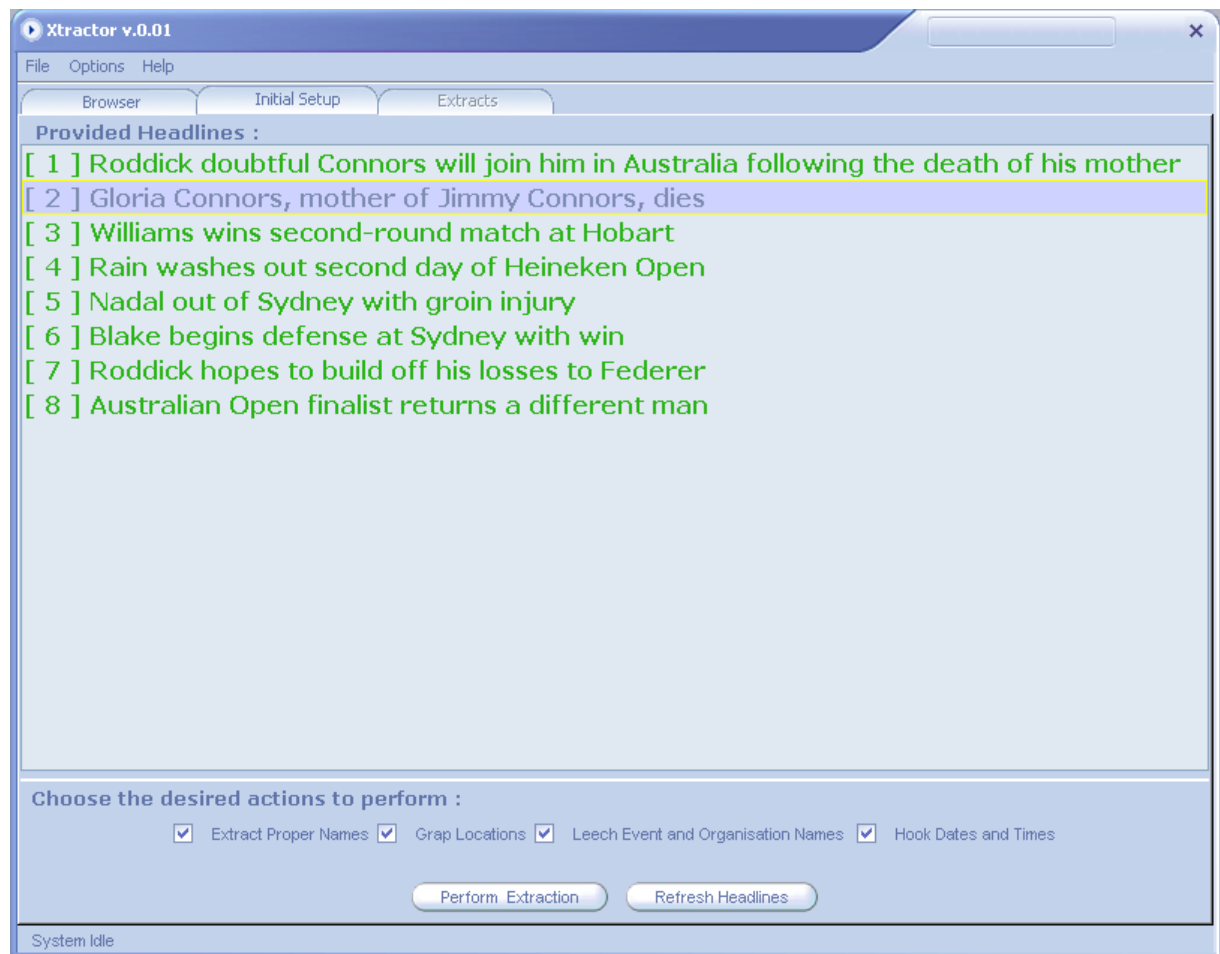 Xtractor v.0.01
File Options Help
Browser Initial Setup Extracts
Provided Headlines :
[ 1 ] Roddick doubtful Connors will join him in Australia following the death of his mother
[ 2 ] Gloria Connors, mother of Jimmy Connors, dies
[ 3 ] Williams wins second-round match at Hobart
[ 4 ] Rain washes out second day of Heineken Open
[ 5 ] Nadal out of Sydney with groin injury
[ 6 ] Blake begins defense at Sydney with win
[ 7 ] Roddick hopes to build off his losses to Federer
[ 8 ] Australian Open finalist returns a different man
Choose the desired actions to perform :
Extract Proper Names Grap Locations Leech Event and Organisation Names Hook Dates and Times
Perform Extraction Refresh Headlines
System Idle